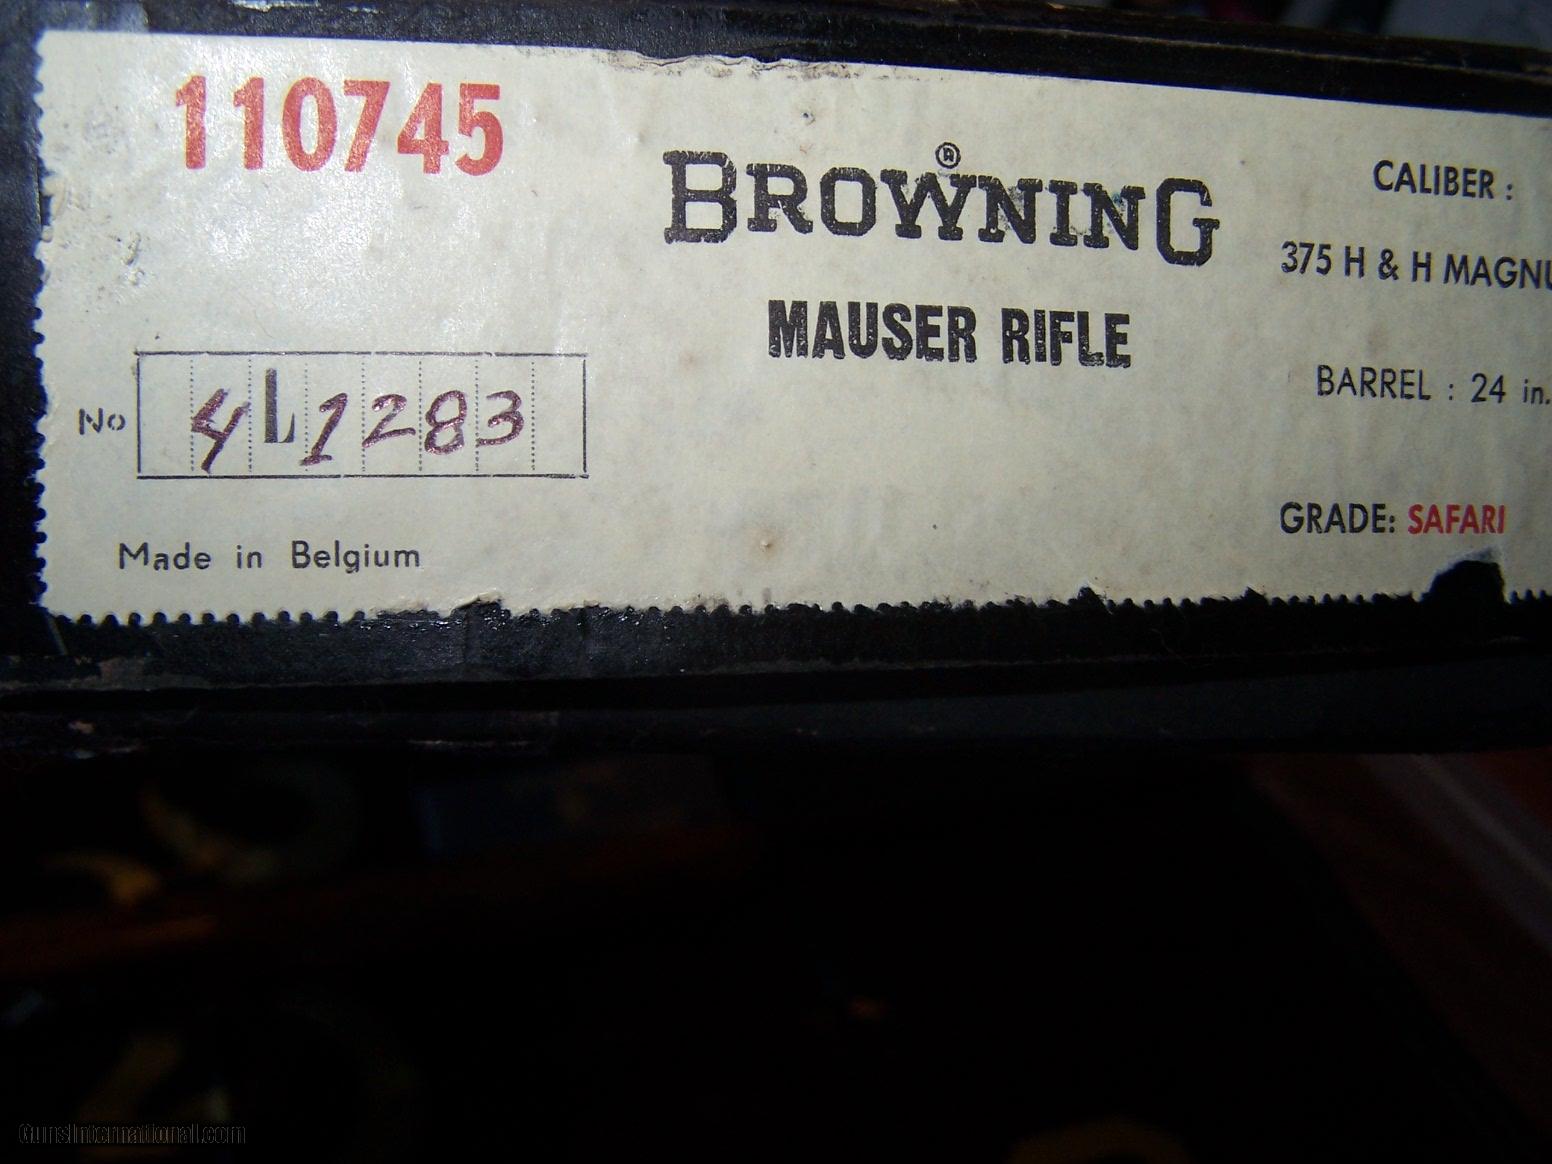 110745
BROWNING®
MAUSER RIFLE
CALIBER :
375 H & H MAGNU
BARREL : 24 in.
GRADE: SAFARI
No 4L1283
Made in Belgium
GunsInternational.com